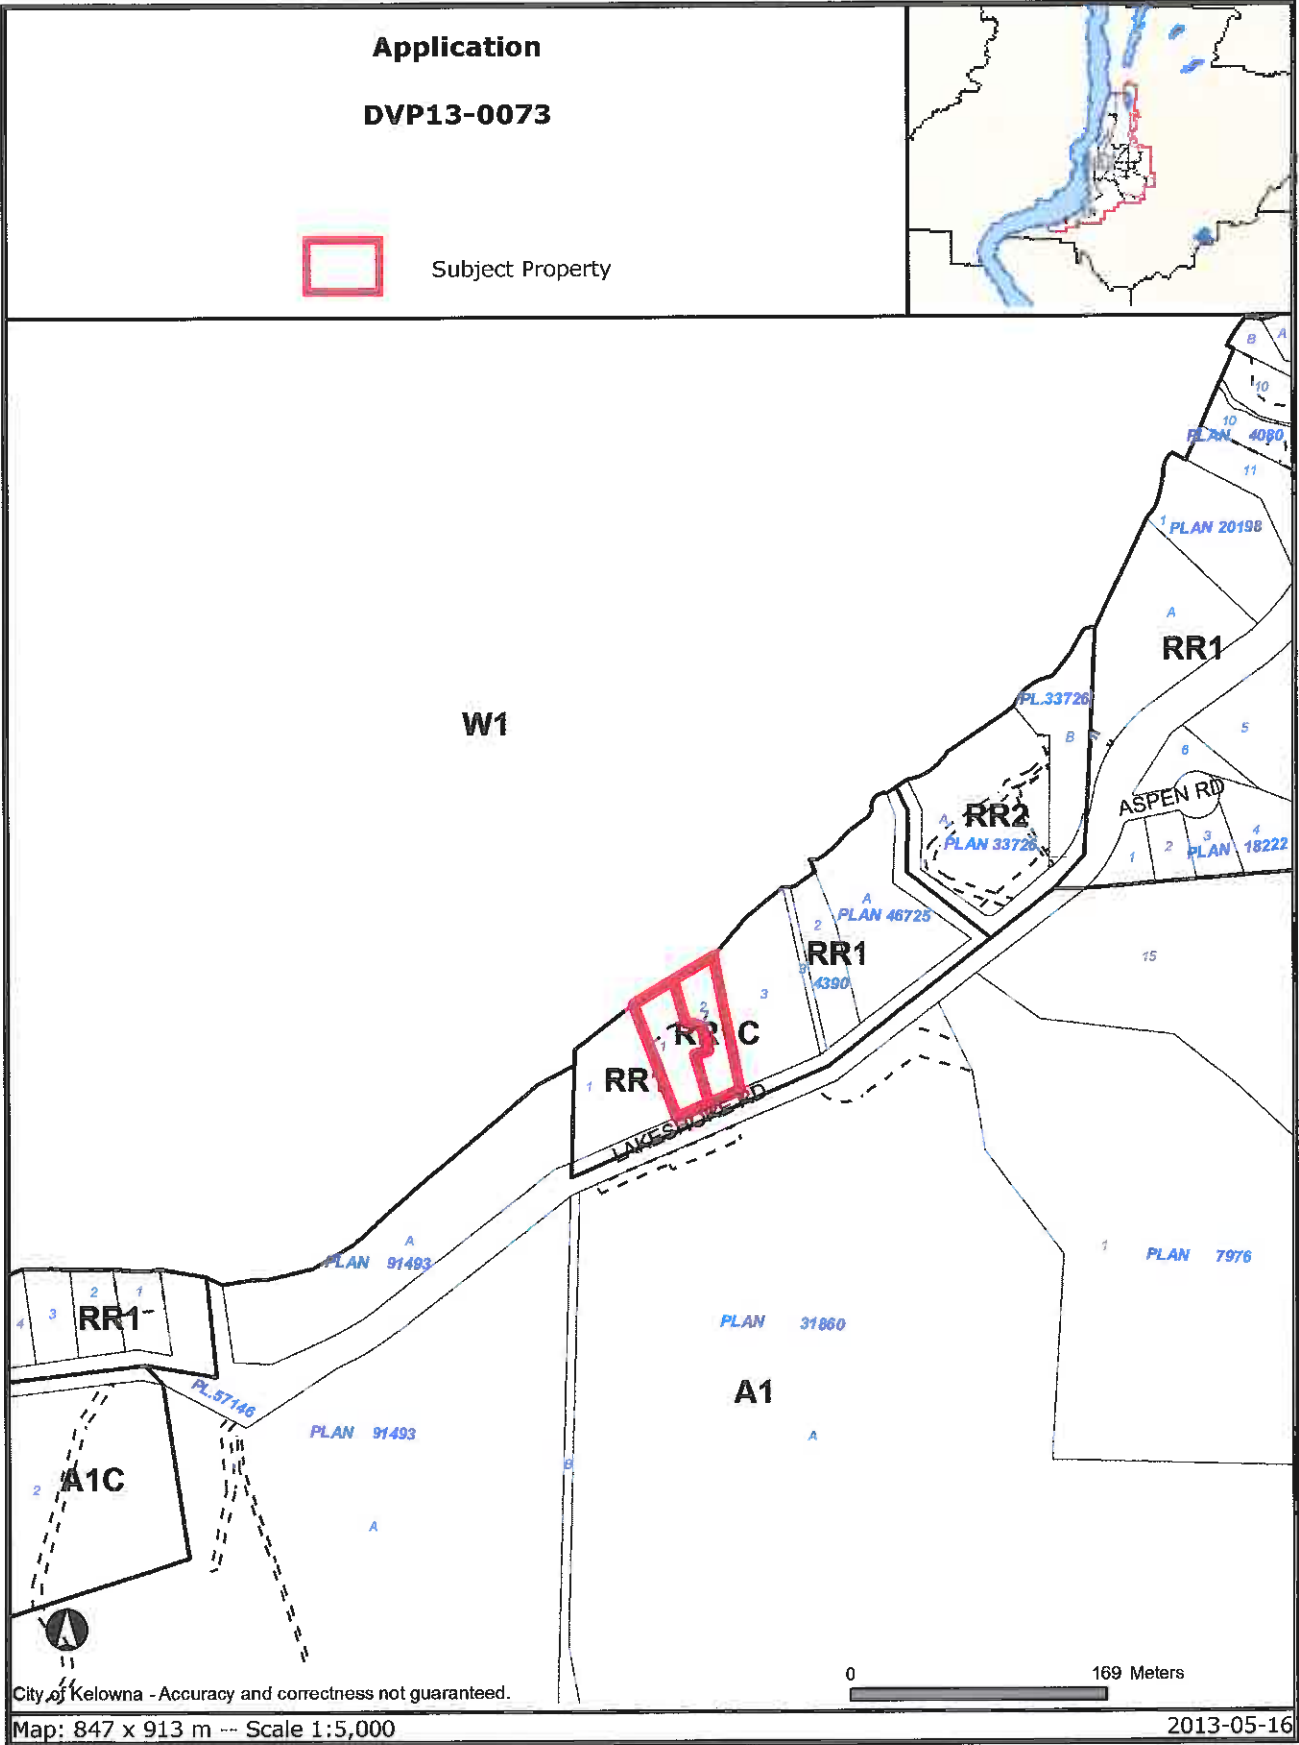 Application
DVP13-0073
Subject Property
B A
10
10
PLAN 4080
11
1 PLAN 20198
A
RR1
W1
PL.33726
B
5
6
ASPEN RD
RR2
A
PLAN 33726
1 2 3 4
PLAN 18222
A
PLAN 46725
2
RR1
B
4390
15
3
2
1
C
1
LAKESHORE RD
A
PLAN 91493
1
PLAN 7976
4 3 2 1
RR1
PLAN 31860
A1
PL.57146
PLAN 91493
A
B
2
A1C
A
0 169 Meters
City of Kelowna - Accuracy and correctness not guaranteed.
Map: 847 x 913 m -- Scale 1:5,000
2013-05-16